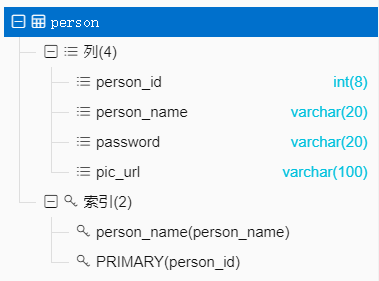 person
列(4)
person_id int(8)
person_name varchar(20)
password varchar(20)
pic_url varchar(100)
索引(2)
person_name(person_name)
PRIMARY(person_id)